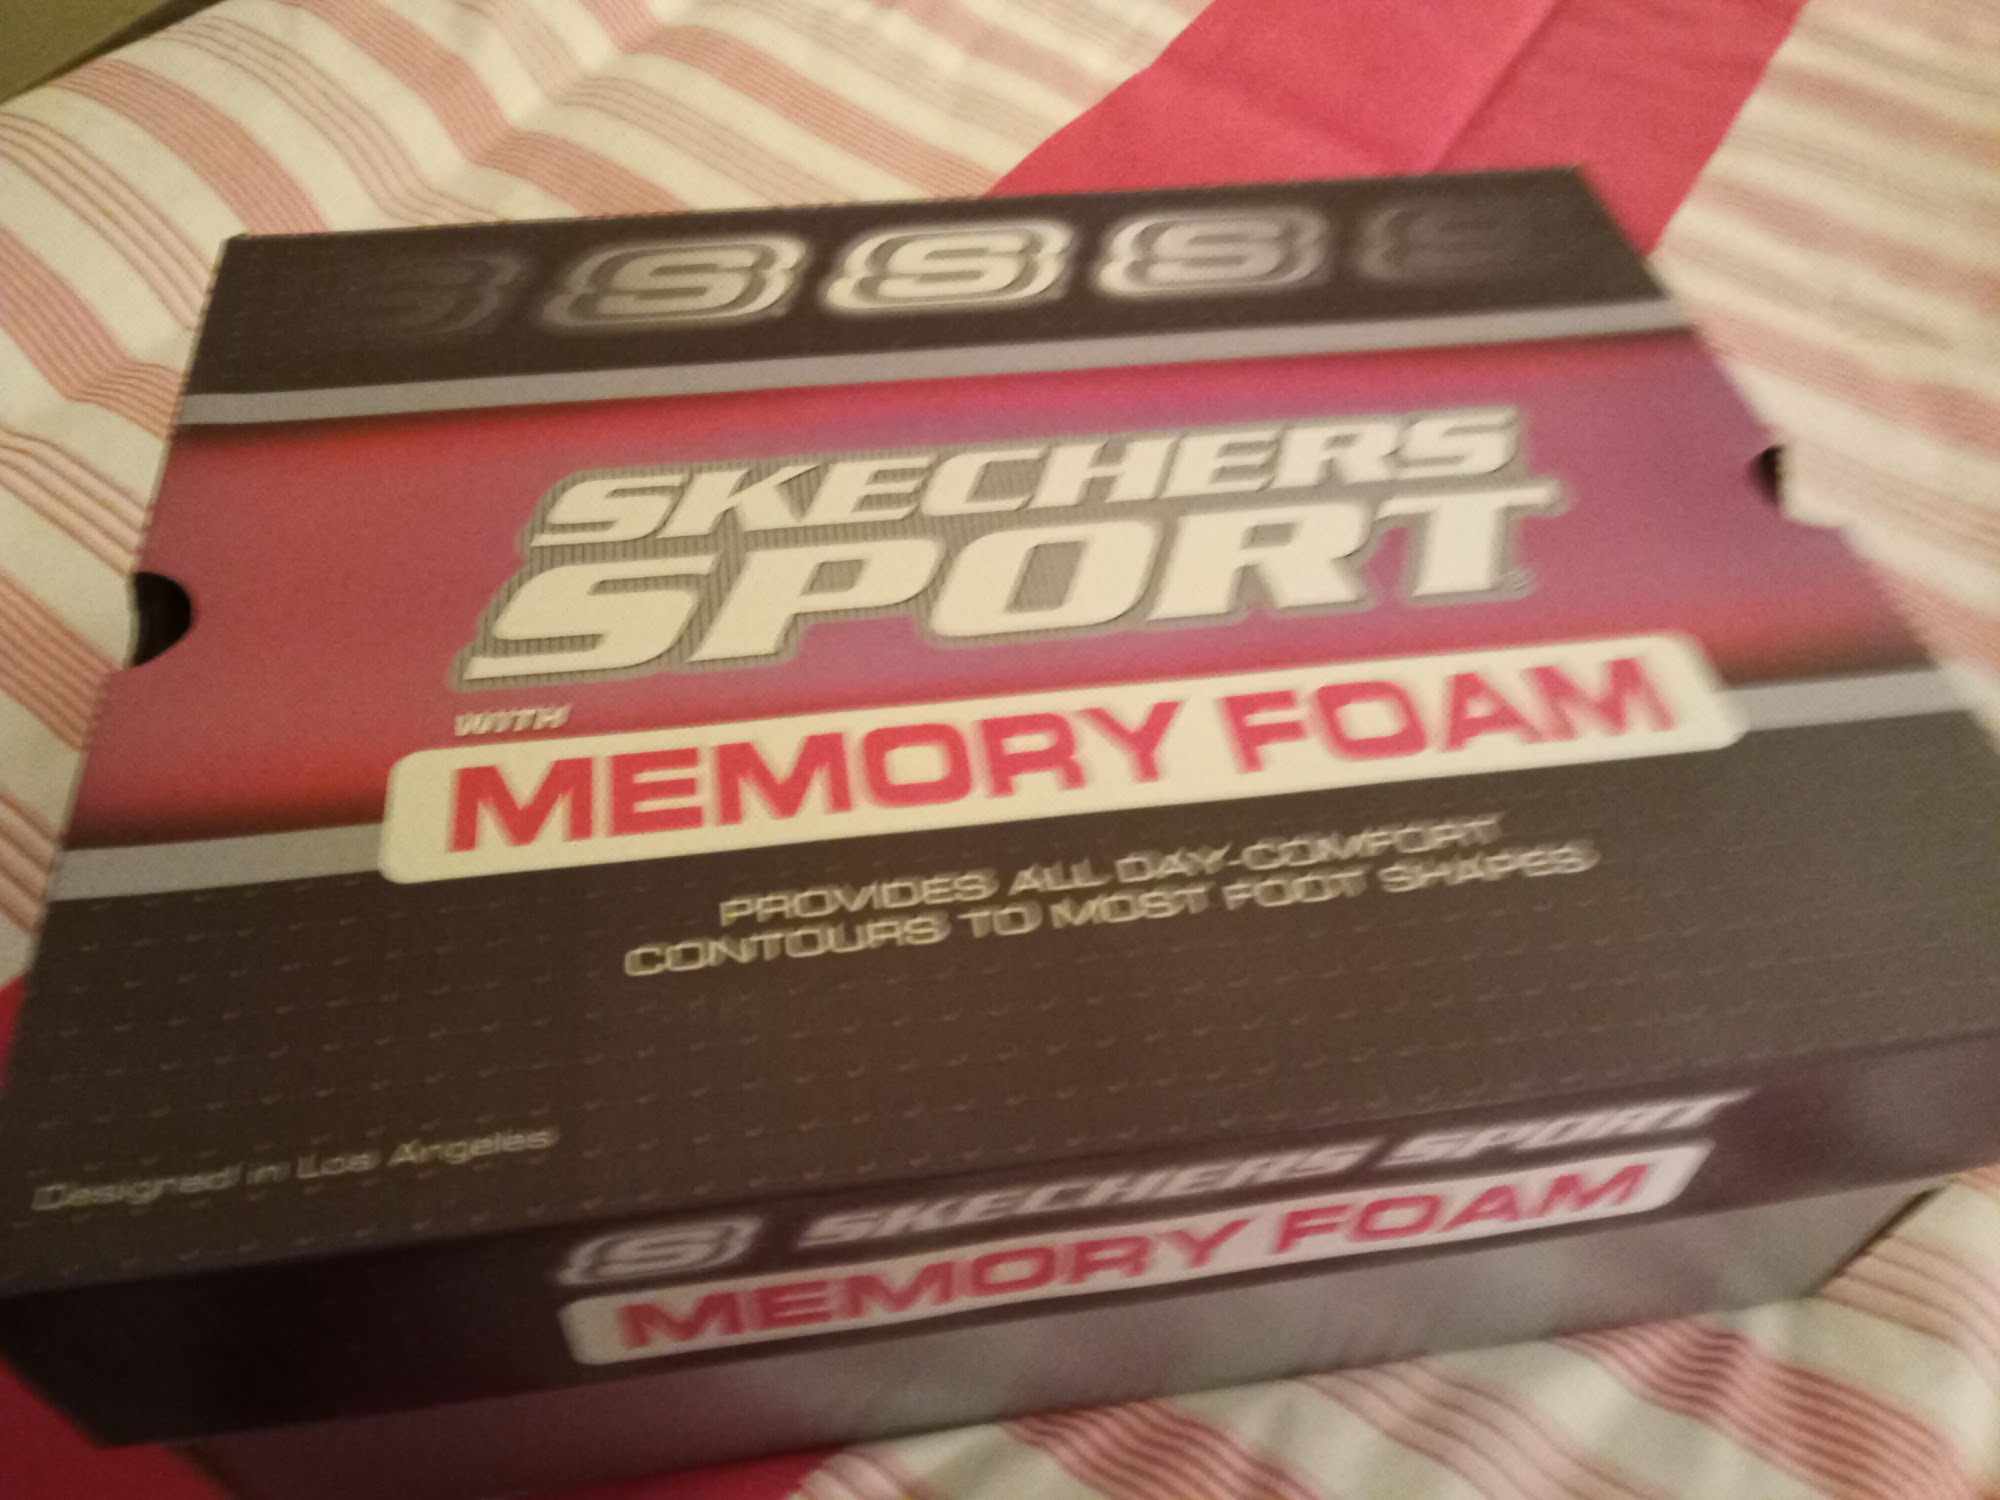 S S S S S
SKECHERS
SPORT
WITH
MEMORY FOAM
PROVIDES ALL DAY-COMFORT
CONTOURS TO MOST FOOT SHAPES
Designed in Los Angeles
S SKECHERS SPORT
MEMORY FOAM